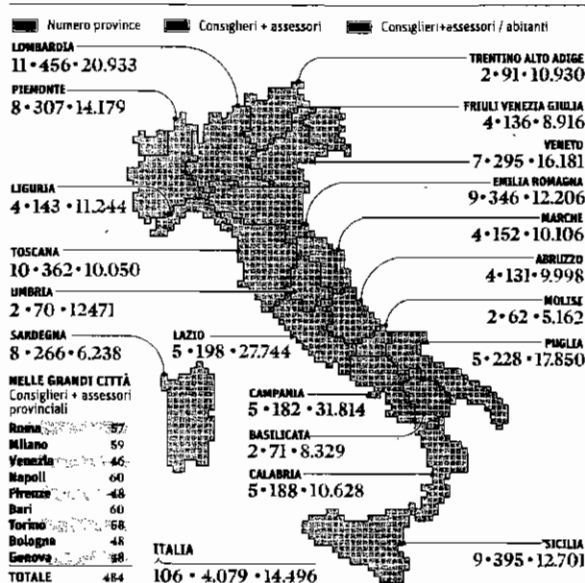 Numero province Consiglieri + assessori Consiglieri+assessori / abitanti
LOMBARDIA
11•456•20.933
PIEMONTE
8•307•14.179
LIGURIA
4•143•11.244
TOSCANA
10•362•10.050
UMBRIA
2•70•12471
SARDEGNA
8•266•6.238
LAZIO
5•198•27.744
TRENTINO ALTO ADIGE
2•91•10.930
FRIULI VENEZIA GIULIA
4•136•8.916
VENETO
7•295•16.181
EMILIA ROMAGNA
9•346•12.206
MARCHE
4•152•10.106
ABRUZZO
4•131•9.998
MOLISE
2•62•5.162
PUGLIA
5•228•17.850
CAMPANIA
5•182•31.814
BASILICATA
2•71•8.329
CALABRIA
5•188•10.628
SICILIA
9•395•12.701
ITALIA
106•4.079•14.496
NELLE GRANDI CITTÀ
Consiglieri + assessori
provinciali
Roma 57
Milano 59
Venezia 46
Napoli 60
Firenze 48
Bari 60
Torino 58
Bologna 48
Genova 48
TOTALE 484